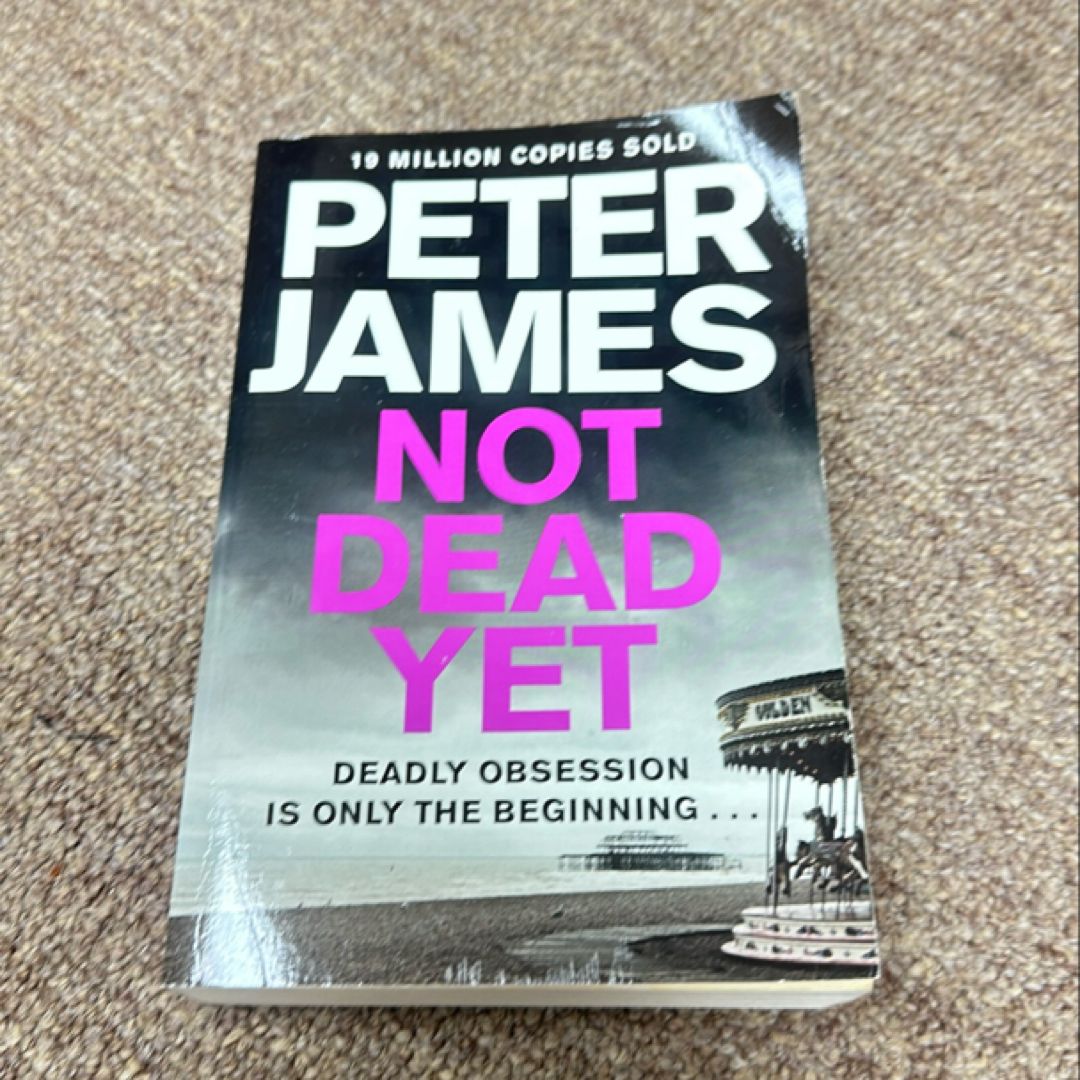 19 MILLION COPIES SOLD
PETER
JAMES
NOT
DEAD
YET
DEADLY OBSESSION
IS ONLY THE BEGINNING . . .
GOLDEN